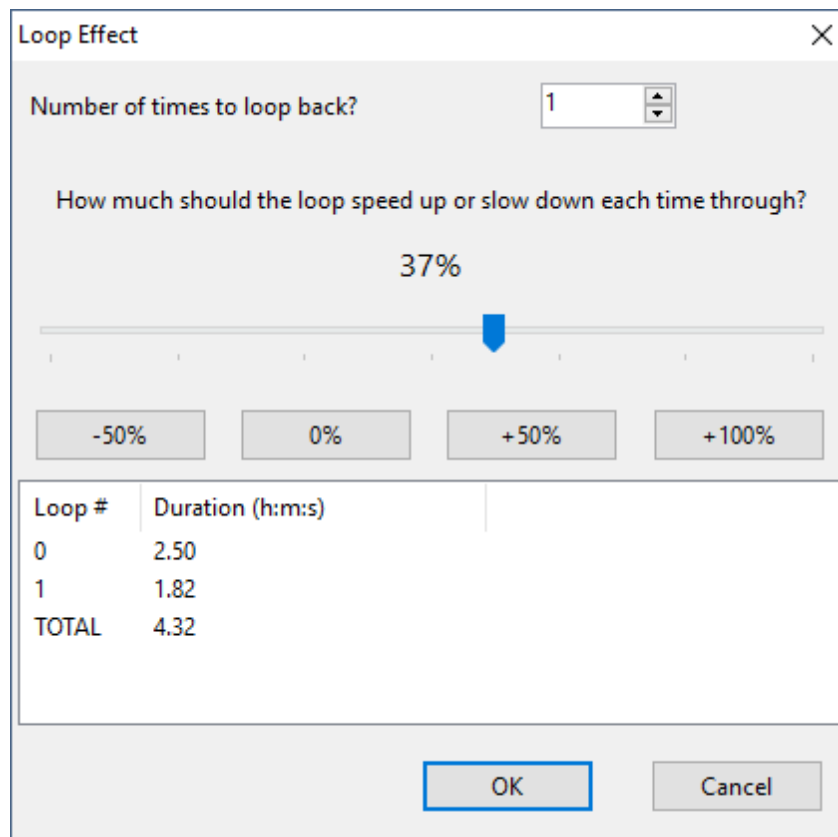 Loop Effect
Number of times to loop back?
1
How much should the loop speed up or slow down each time through?
37%
-50% 0% +50% +100%
Loop # Duration (h:m:s)
0 2.50
1 1.82
TOTAL 4.32
OK Cancel